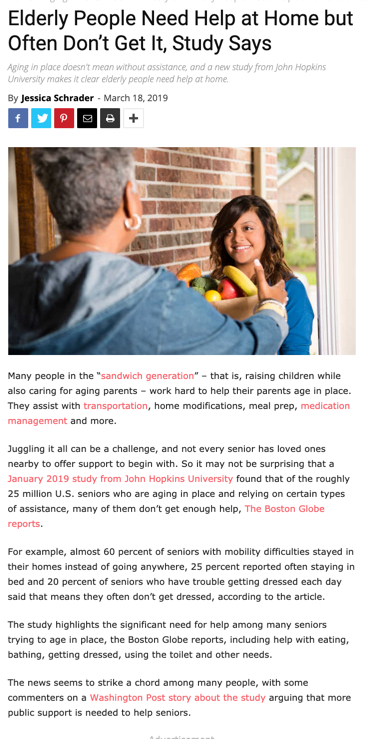 Elderly People Need Help at Home but
Often Don’t Get It, Study Says
Aging in place doesn’t mean without assistance, and a new study from John Hopkins
University makes it clear elderly people need help at home.
By Jessica Schrader - March 18, 2019
Many people in the “sandwich generation” – that is, raising children while
also caring for aging parents – work hard to help their parents age in place.
They assist with transportation, home modifications, meal prep, medication
management and more.
Juggling it all can be a challenge, and not every senior has loved ones
nearby to offer support to begin with. So it may not be surprising that a
January 2019 study from John Hopkins University found that of the roughly
25 million U.S. seniors who are aging in place and relying on certain types
of assistance, many of them don’t get enough help, The Boston Globe
reports.
For example, almost 60 percent of seniors with mobility difficulties stayed in
their homes instead of going anywhere, 25 percent reported often staying in
bed and 20 percent of seniors who have trouble getting dressed each day
said that means they often don’t get dressed, according to the article.
The study highlights the significant need for help among many seniors
trying to age in place, the Boston Globe reports, including help with eating,
bathing, getting dressed, using the toilet and other needs.
The news seems to strike a chord among many people, with some
commenters on a Washington Post story about the study arguing that more
public support is needed to help seniors.